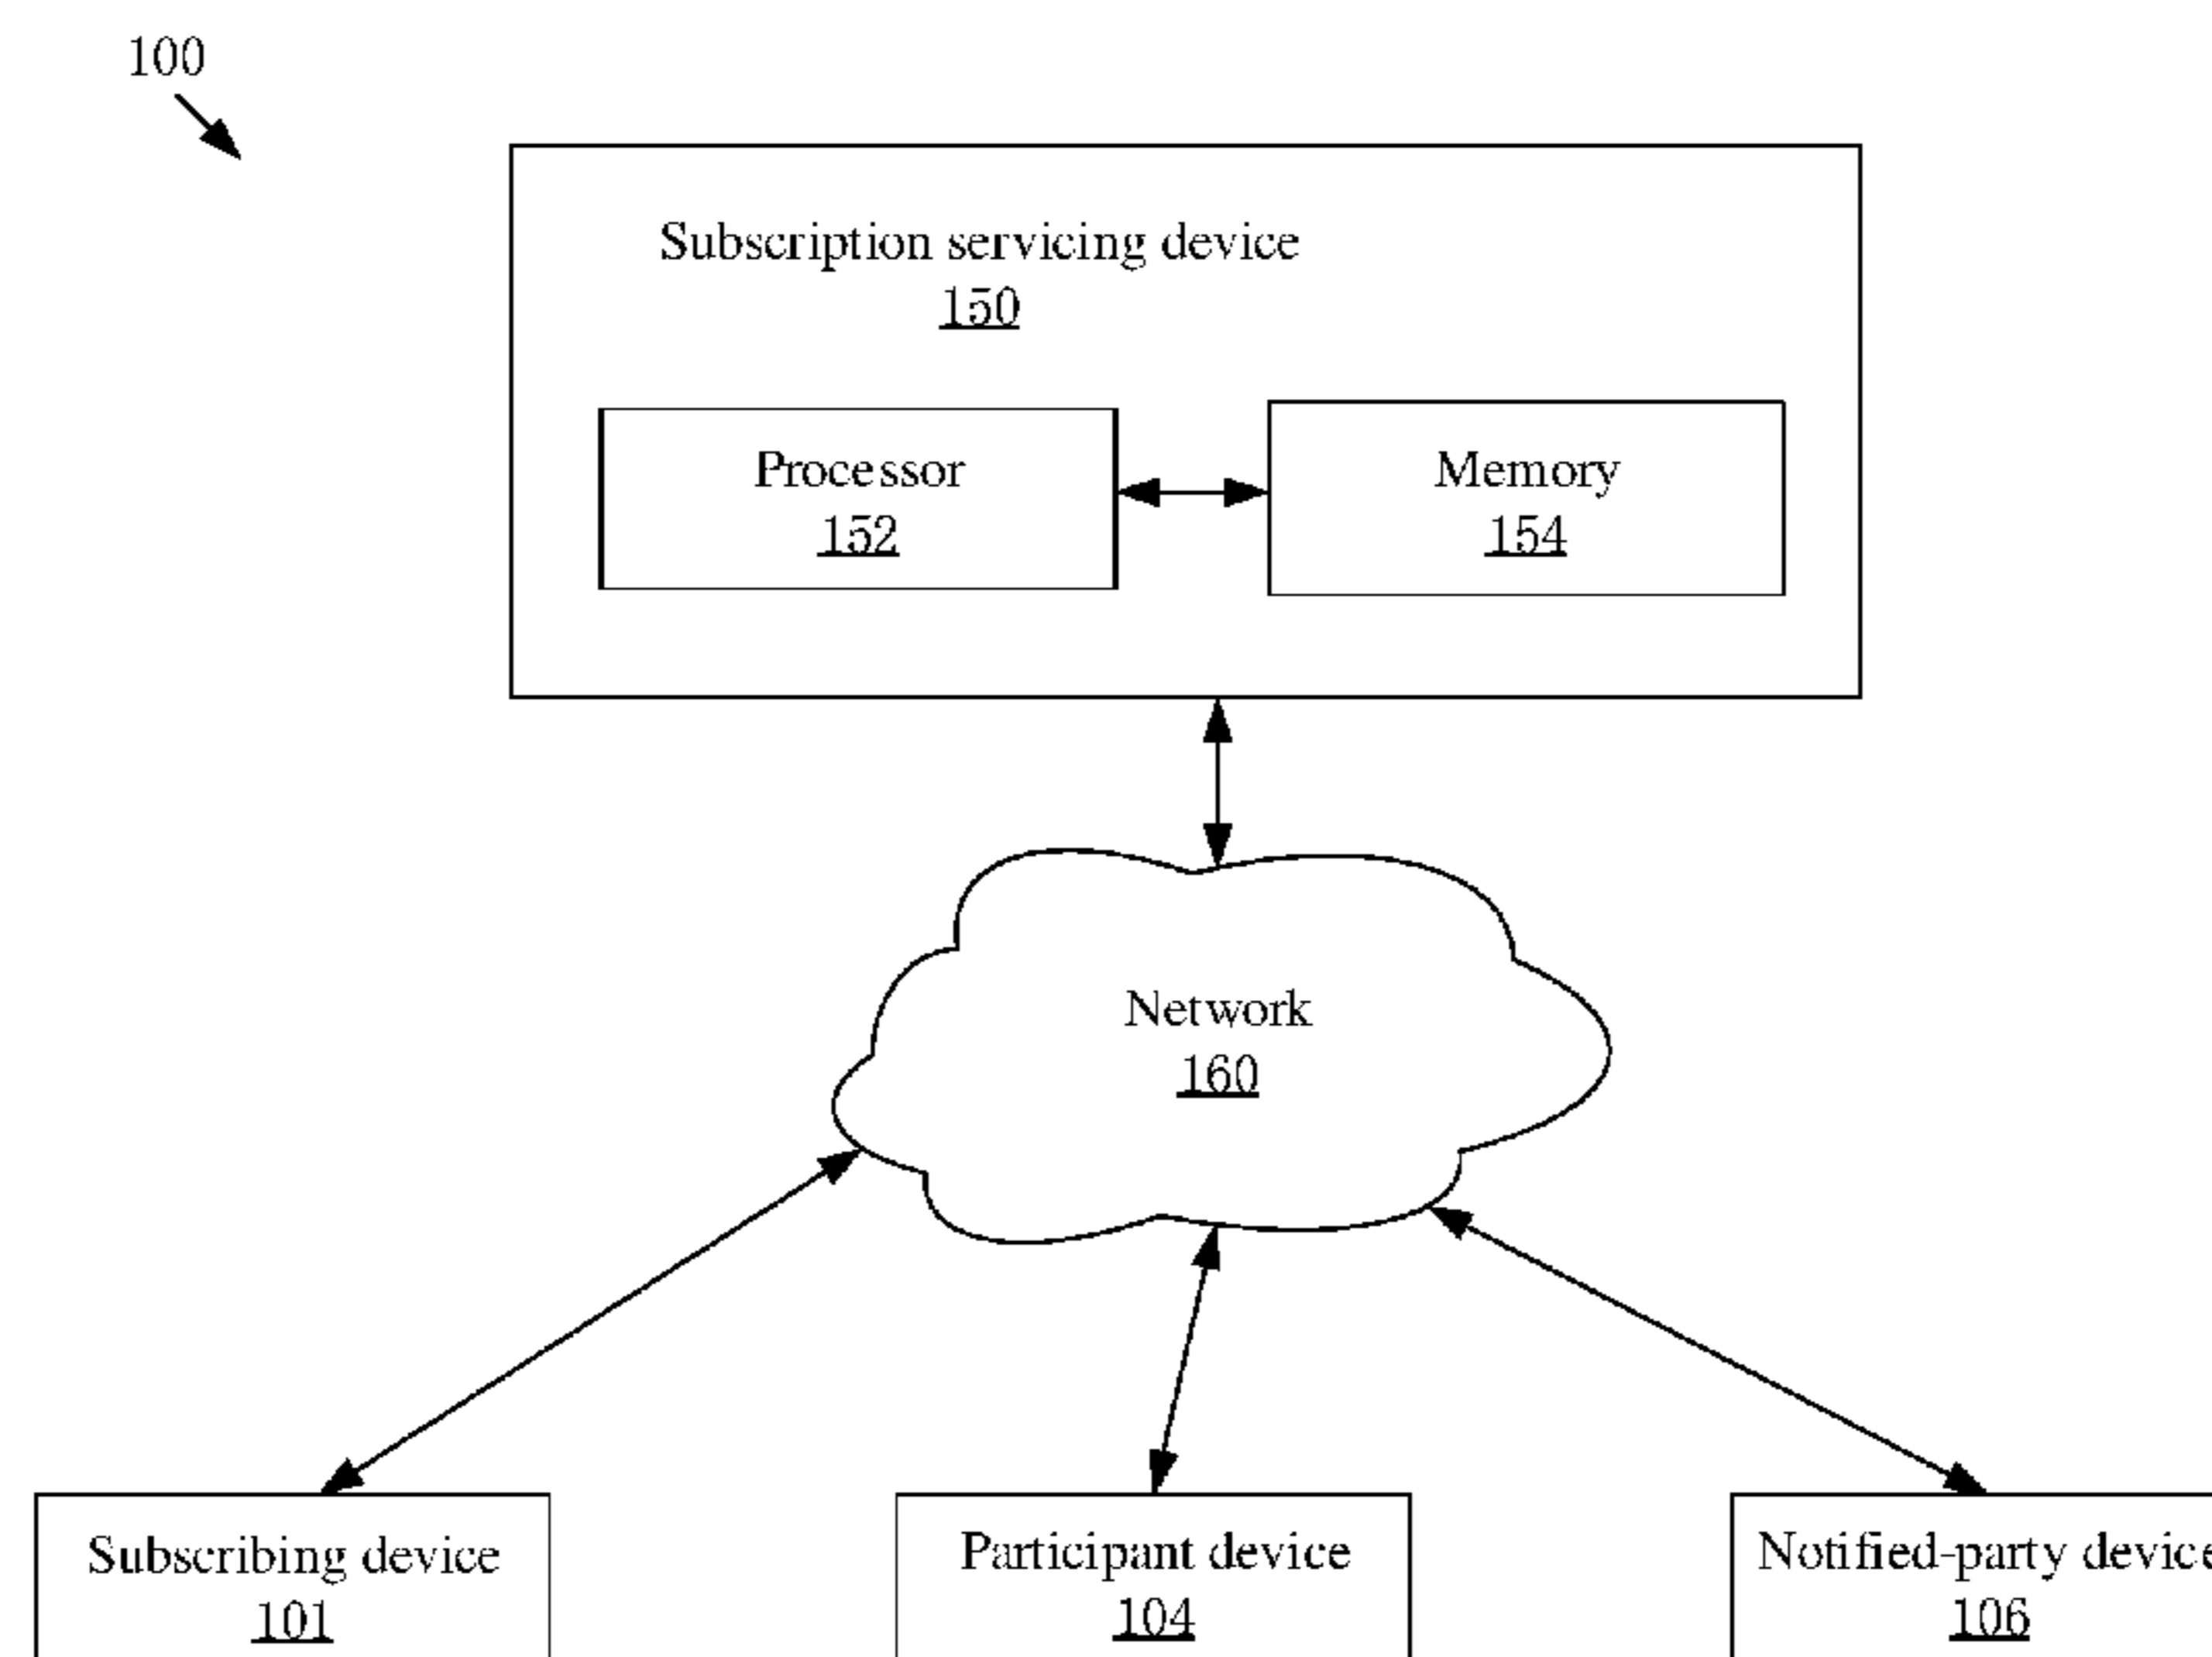 100
Subscription servicing device
150
Processor
152
Memory
154
Network
160
Subscribing device
101
Participant device
104
Notified-party device
106